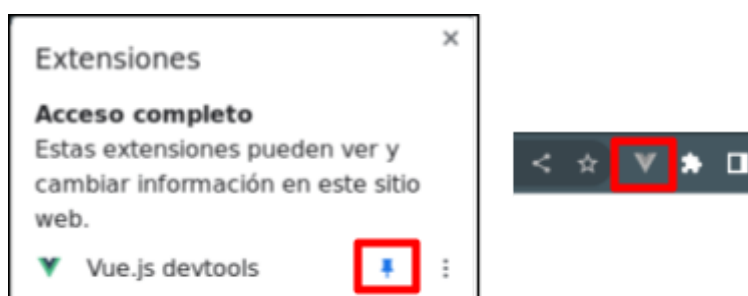 Extensiones
Acceso completo
Estas extensiones pueden ver y
cambiar información en este sitio
web.
Vue.js devtools